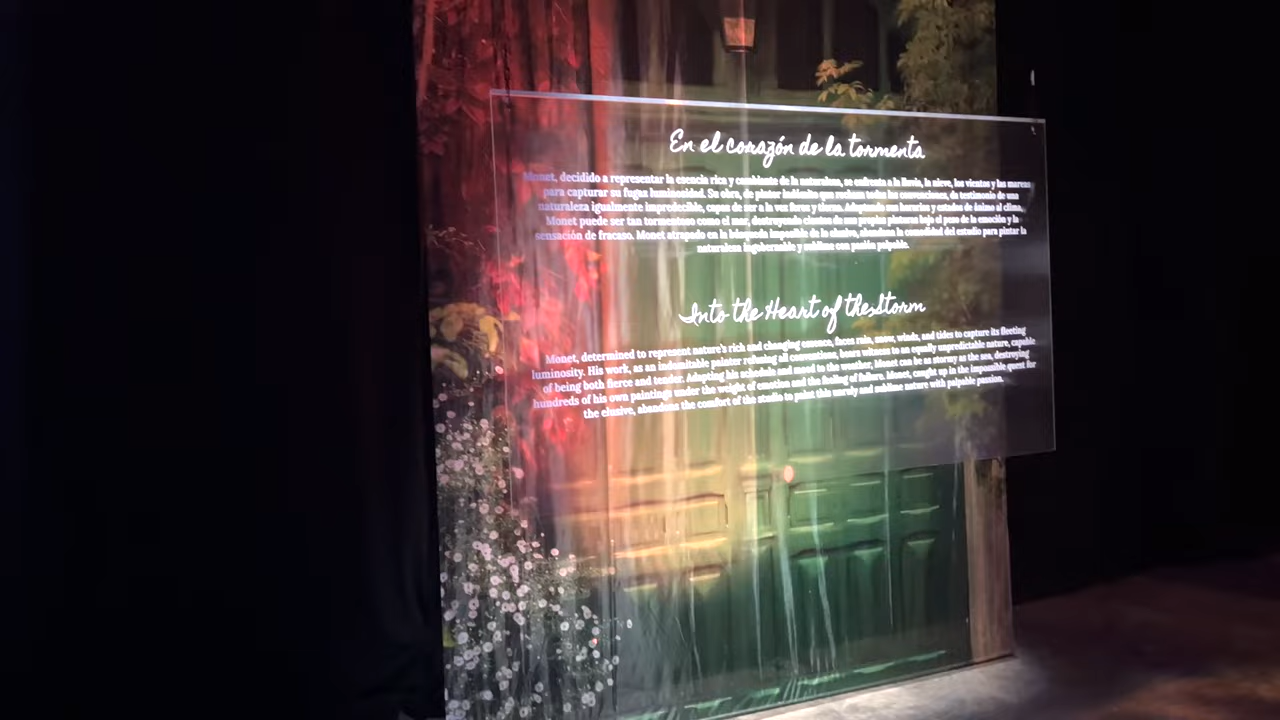 En el corazón de la tormenta
Monet, decidido a representar la esencia rica y cambiante de la naturaleza, se enfrenta a la lluvia, la nieve, los vientos y las mareas
para capturar su fugaz luminosidad. Su obra, de pintor indómito que rechaza todas las convenciones, da testimonio de una
naturaleza igualmente impredecible, capaz de ser a la vez fiera y tierna. Adaptando sus horarios y estados de ánimo al clima,
Monet puede ser tan tormentoso como el mar, destruyendo cientos de sus propias pinturas bajo el peso de la emoción y la
sensación de fracaso. Monet atrapado en la búsqueda imposible de lo elusivo, abandona la comodidad del estudio para pintar la
naturaleza ingobernable y sublime con pasión palpable.
Into the Heart of the Storm
Monet, determined to represent nature's rich and changing essence, faces rain, snow, winds, and tides to capture its fleeting
luminosity. His work, as an indomitable painter refusing all conventions, bears witness to an equally unpredictable nature, capable
of being both fierce and tender. Adapting his schedule and mood to the weather, Monet can be as stormy as the sea, destroying
hundreds of his own paintings under the weight of emotion and the feeling of failure. Monet, caught up in the impossible quest for
the elusive, abandons the comfort of the studio to paint this unruly and sublime nature with palpable passion.